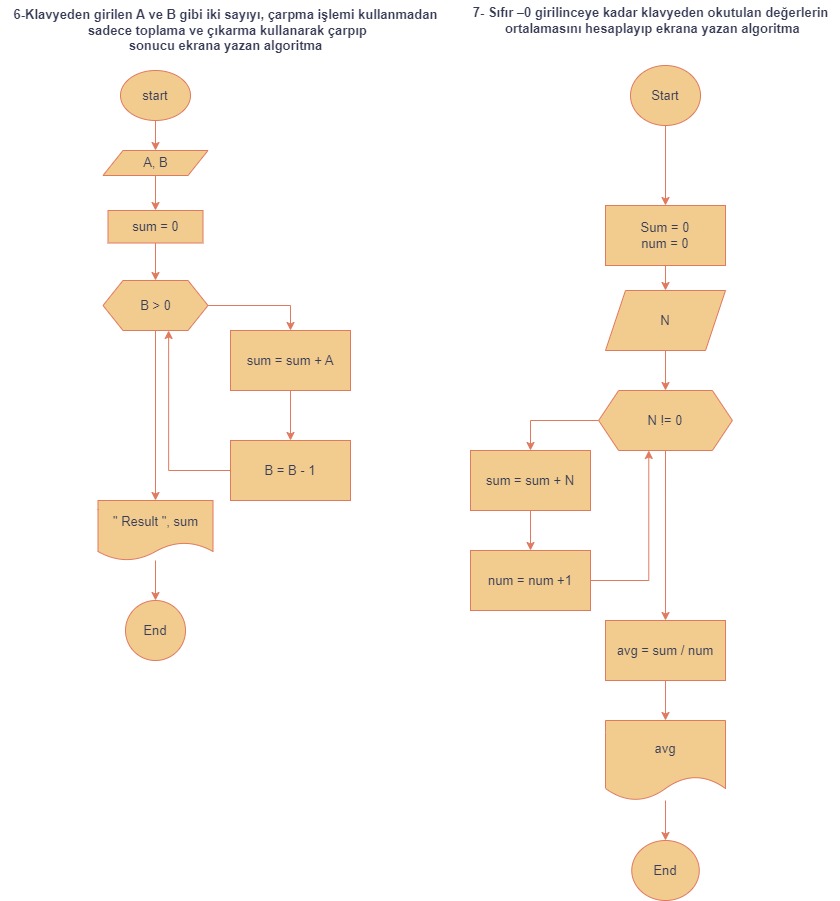 6-Klavyeden girilen A ve B gibi iki sayıyı, çarpma işlemi kullanmadan
sadece toplama ve çıkarma kullanarak çarpıp
sonucu ekrana yazan algoritma
start
A, B
sum = 0
B > 0
sum = sum + A
B = B - 1
" Result ", sum
End
7- Sıfır –0 girilinceye kadar klavyeden okutulan değerlerin
ortalamasını hesaplayıp ekrana yazan algoritma
Start
Sum = 0
num = 0
N
N != 0
sum = sum + N
num = num +1
avg = sum / num
avg
End